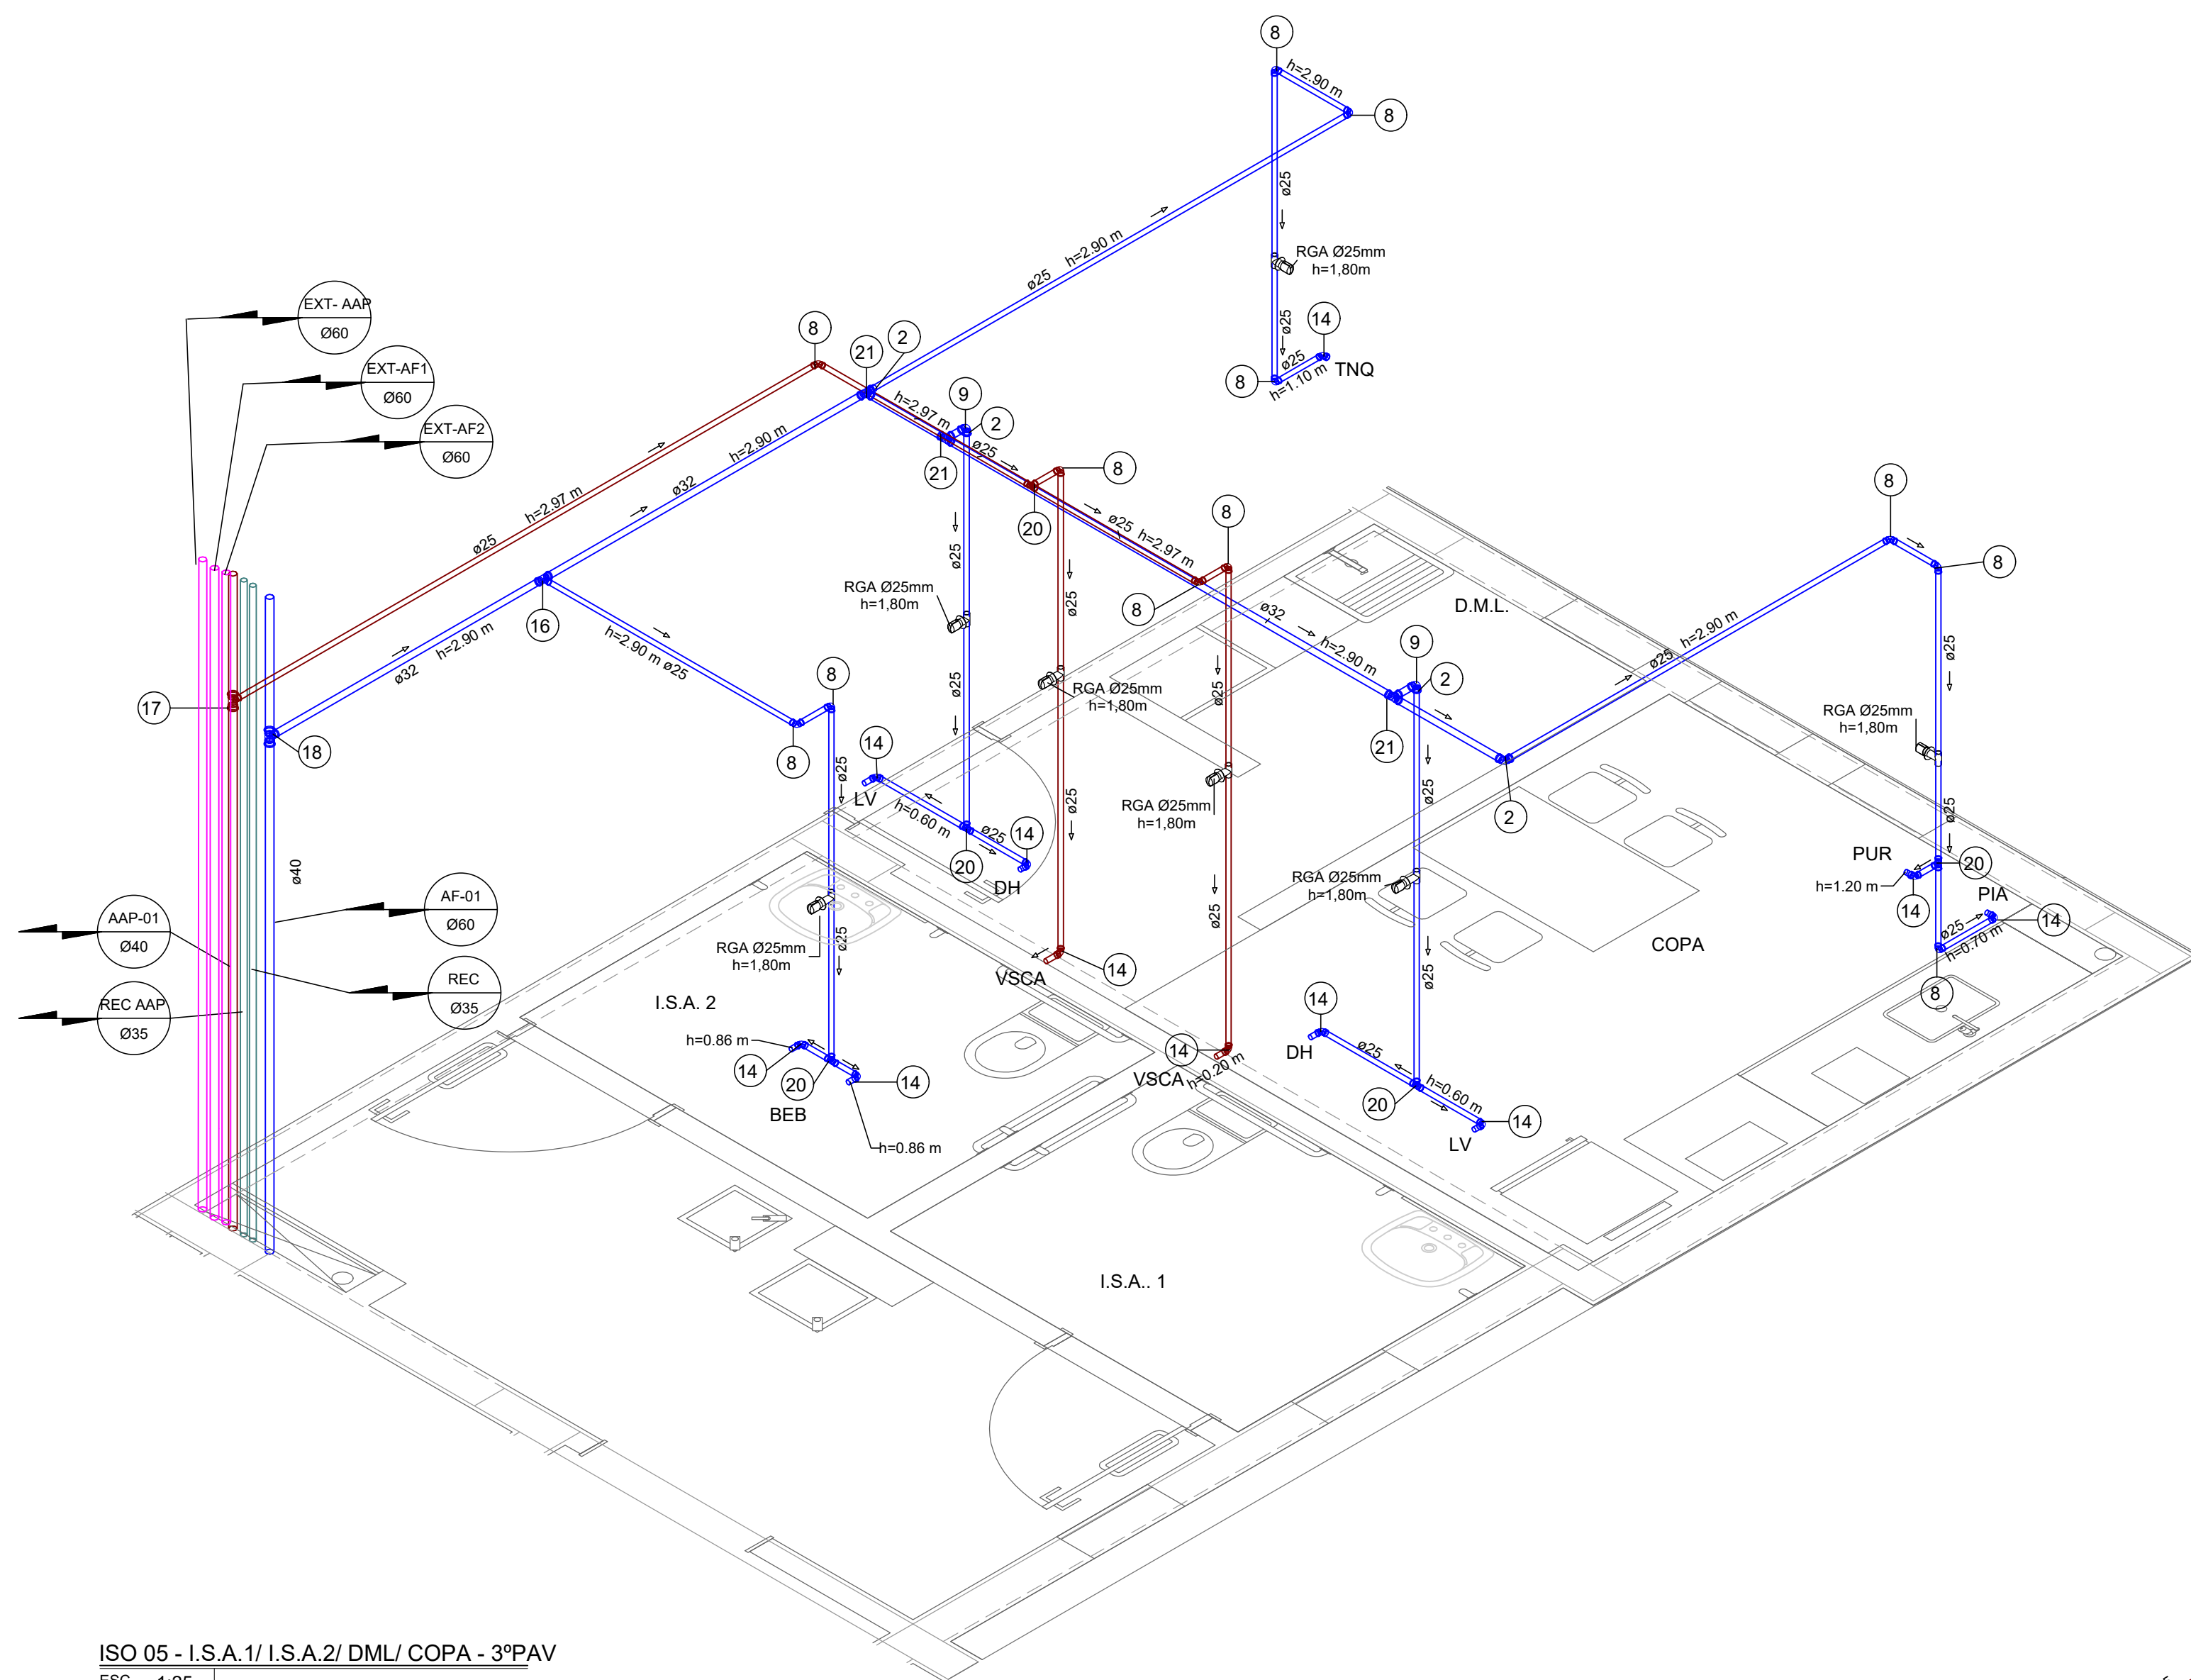 8
h=2.90 m
8
ø25
RGA Ø25mm
h=1,80m
ø25
14
ø25
TNQ
8
h=1.10 m
h=2.90 m
ø25
EXT- AAP
Ø60
EXT-AF1
Ø60
EXT-AF2
Ø60
8
21
2
h=2.97 m
9
2
ø25
21
8
20
h=2.97 m
ø25
h=2.90 m
ø32
ø25
h=2.97 m
8
8
8
8
16
h=2.90 m
ø32
h=2.90 m ø25
17
18
8
8
ø25
RGA Ø25mm
h=1,80m
ø25
14
LV
h=0.60 m
ø25
14
20
DH
ø25
RGA Ø25mm
h=1,80m
ø25
ø25
RGA Ø25mm
h=1,80m
ø25
ø32
h=2.90 m
9
2
21
2
D.M.L.
ø25
h=2.90 m
ø25
RGA Ø25mm
h=1,80m
ø25
PUR
20
h=1.20 m
14
PIA
14
ø25
h=0.70 m
8
COPA
ø25
RGA Ø25mm
h=1,80m
ø25
ø40
AF-01
Ø60
AAP-01
Ø40
REC
Ø35
REC AAP
Ø35
ø25
RGA Ø25mm
h=1,80m
I.S.A. 2
VSCA
14
14
VSCA
h=0.20 m
14
DH
ø25
h=0.60 m
20
14
LV
h=0.86 m
14
20
14
BEB
h=0.86 m
I.S.A.. 1
ISO 05 - I.S.A.1/ I.S.A.2/ DML/ COPA - 3ºPAV